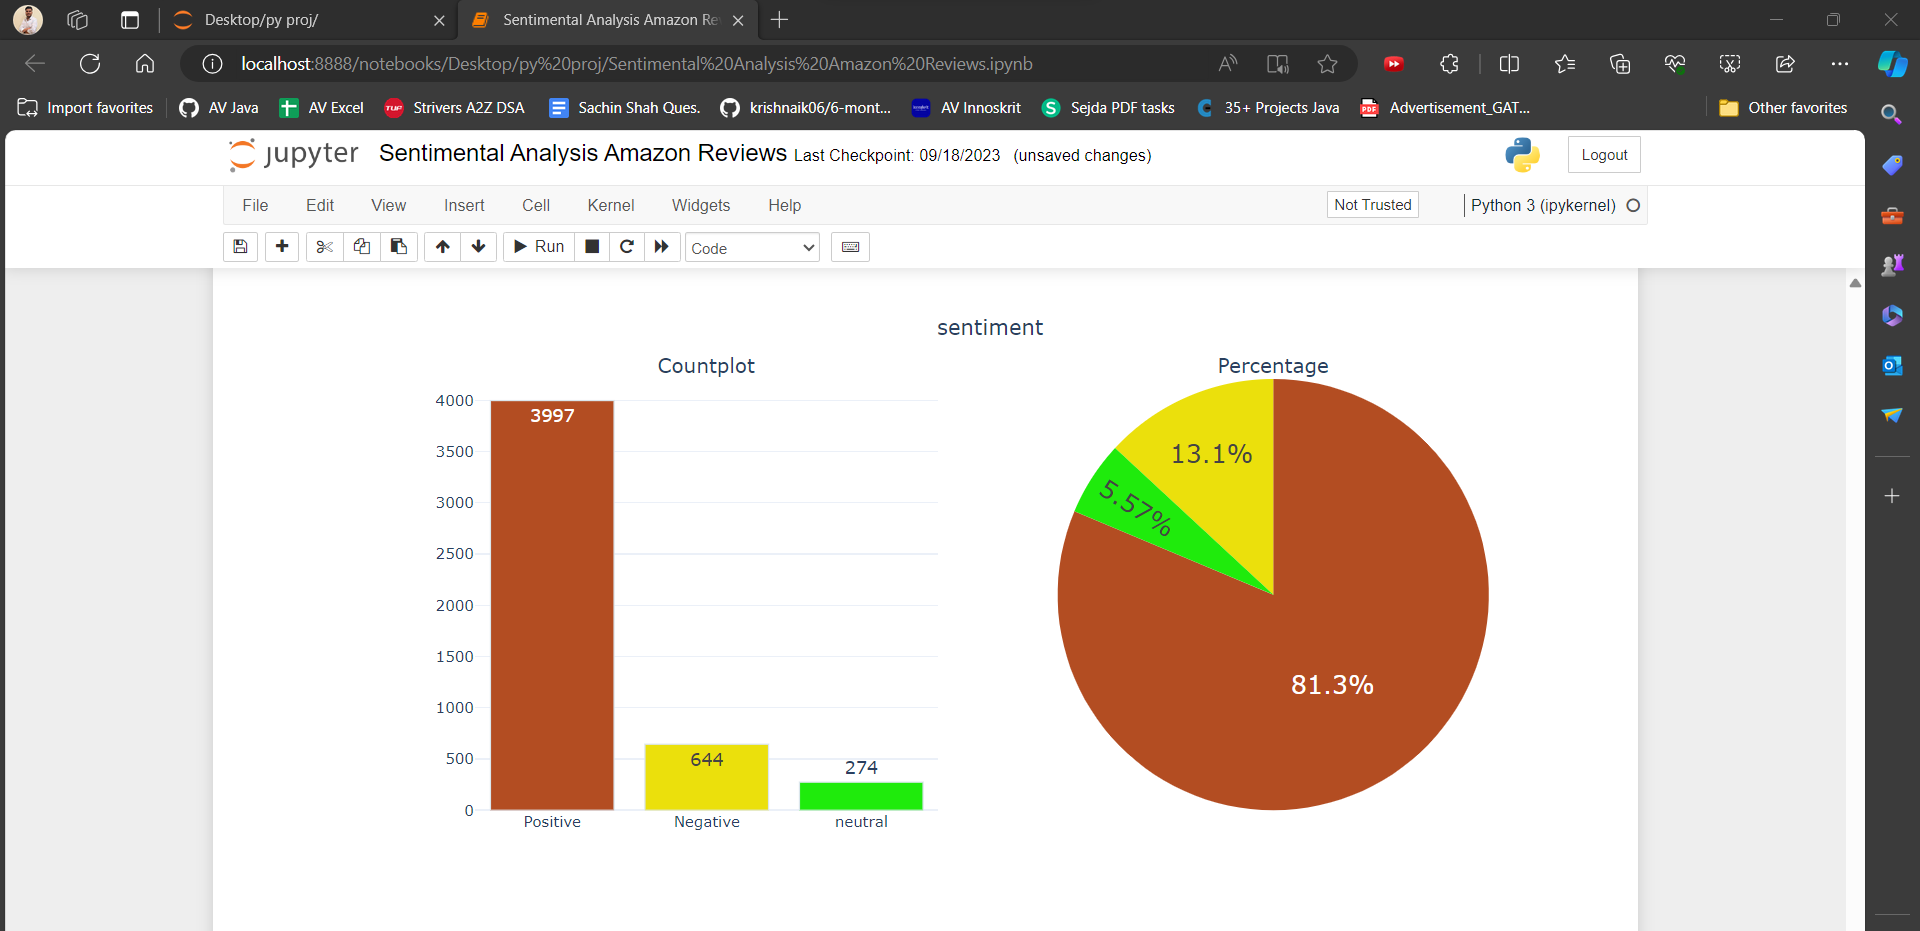 Desktop/py proj/
Sentimental Analysis Amazon Re
localhost:8888/notebooks/Desktop/py%20proj/Sentimental%20Analysis%20Amazon%20Reviews.ipynb
Import favorites AV Java AV Excel Strivers A2Z DSA Sachin Shah Ques. krishnaik06/6-mont... AV Innoskrit Sejda PDF tasks 35+ Projects Java Advertisement_GAT... Other favorites
jupyter Sentimental Analysis Amazon Reviews Last Checkpoint: 09/18/2023 (unsaved changes) Logout
File Edit View Insert Cell Kernel Widgets Help Not Trusted Python 3 (ipykernel)
Run Code
sentiment
Countplot
4000
3500
3000
2500
2000
1500
1000
500
0
3997
644
274
Positive Negative neutral
Percentage
13.1%
5.57%
81.3%